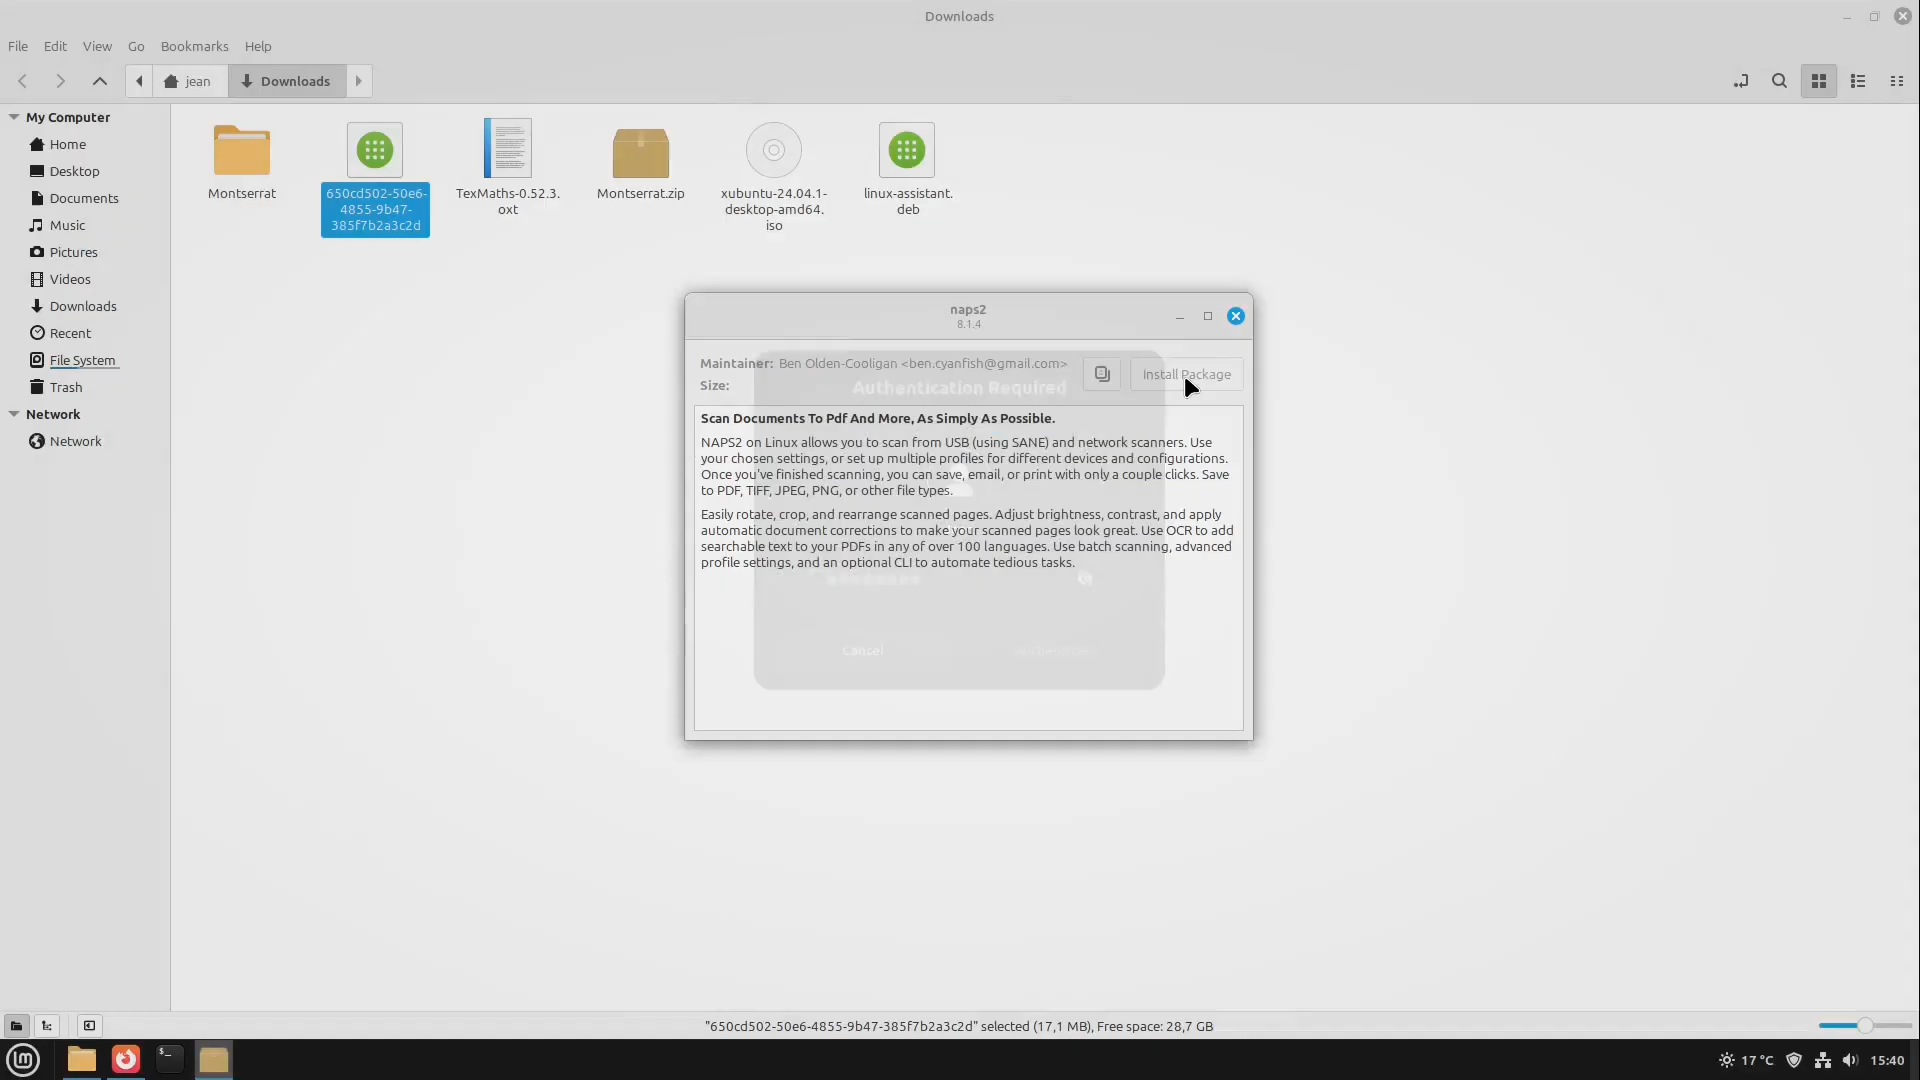 Downloads
File Edit View Go Bookmarks Help
jean Downloads
My Computer
Home
Desktop
Documents
Music
Pictures
Videos
Downloads
Recent
File System
Trash
Network
Network
Montserrat
650cd502-50e6-
4855-9b47-
385f7b2a3c2d
TexMaths-0.52.3.
oxt
Montserrat.zip
xubuntu-24.04.1-
desktop-amd64.
iso
linux-assistant.
deb
naps2
8.1.4
Maintainer: Ben Olden-Cooligan <ben.cyanfish@gmail.com>
Size:
Install Package
Authentication Required
Scan Documents To Pdf And More, As Simply As Possible.
NAPS2 on Linux allows you to scan from USB (using SANE) and network scanners. Use
your chosen settings, or set up multiple profiles for different devices and configurations.
Once you've finished scanning, you can save, email, or print with only a couple clicks. Save
to PDF, TIFF, JPEG, PNG, or other file types.
Easily rotate, crop, and rearrange scanned pages. Adjust brightness, contrast, and apply
automatic document corrections to make your scanned pages look great. Use OCR to add
searchable text to your PDFs in any of over 100 languages. Use batch scanning, advanced
profile settings, and an optional CLI to automate tedious tasks.
Cancel
"650cd502-50e6-4855-9b47-385f7b2a3c2d" selected (17,1 MB), Free space: 28,7 GB
17 °C
15:40